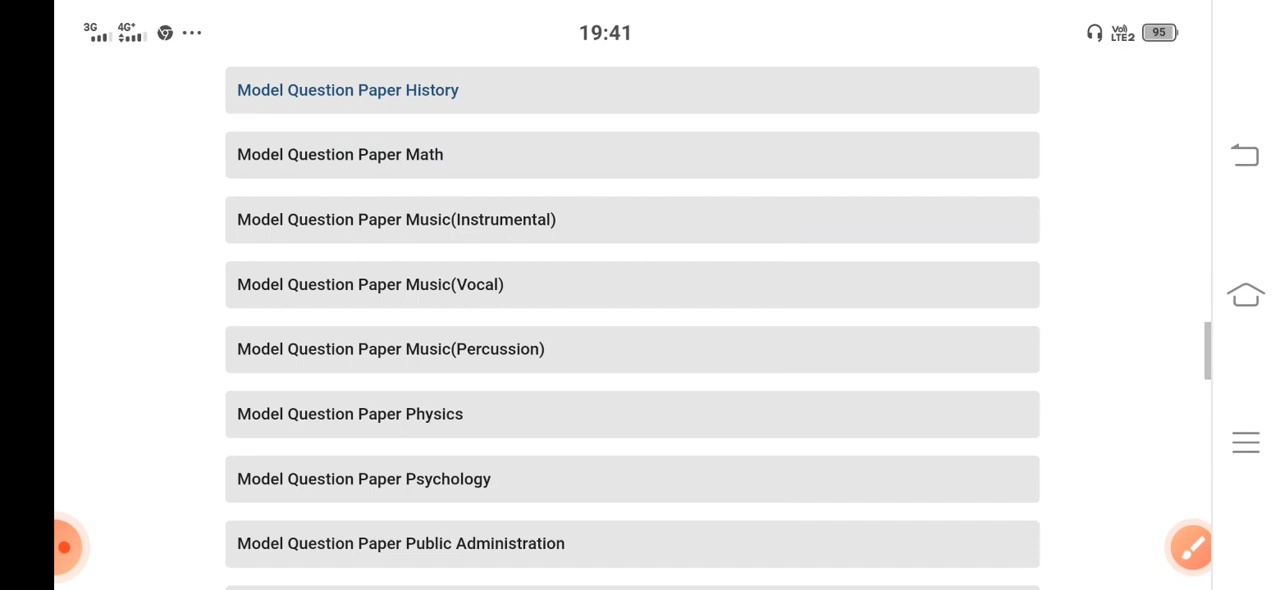 3G 4G+ 19:41 Vo) LTE2 95
Model Question Paper History
Model Question Paper Math
Model Question Paper Music(Instrumental)
Model Question Paper Music(Vocal)
Model Question Paper Music(Percussion)
Model Question Paper Physics
Model Question Paper Psychology
Model Question Paper Public Administration